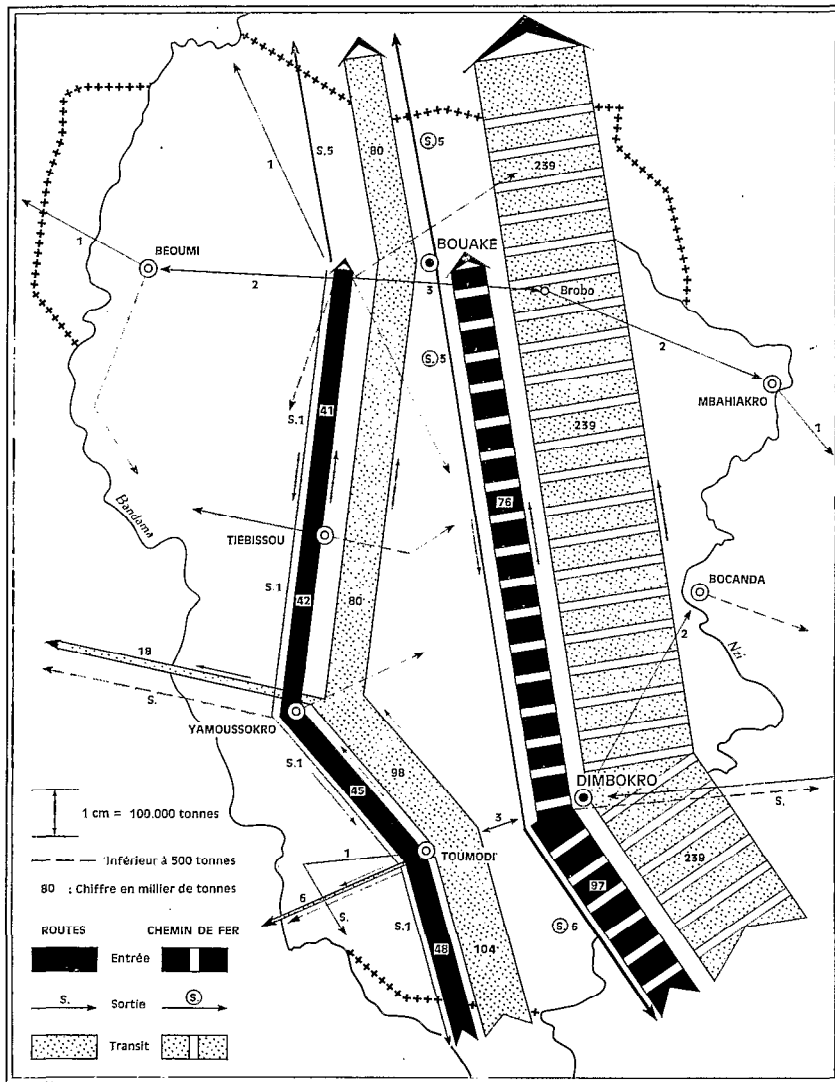 80
S.5
1
S. 5
239
1
BEOUMI
BOUAKE
2
3
Brobo
2
S. 5
MBAHIAKRO
1
41
S.1
239
76
Bandama
TIEBISSOU
S.1
42
80
BOCANDA
2
Nzi
19
S.
YAMOUSSOKRO
S.1
98
DIMBOKRO
1 cm = 100.000 tonnes
45
3
S.
Inférieur à 500 tonnes
1
TOUMODI
239
80 : Chiffre en millier de tonnes
6
97
S.
S.1
S. 6
ROUTES CHEMIN DE FER
48
104
Entrée
S. Sortie S.
Transit